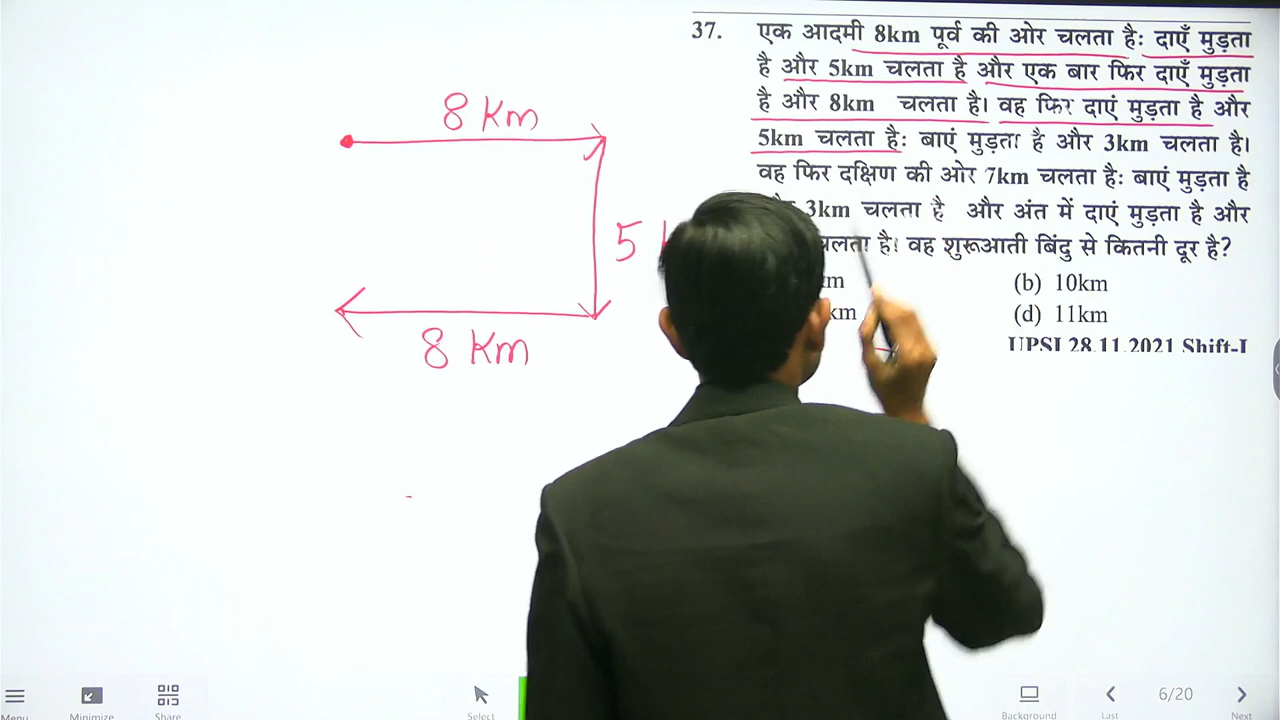 37. एक आदमी 8km पूर्व की ओर चलता है: दाएँ मुड़ता
है और 5km चलता है और एक बार फिर दाएँ मुड़ता
है और 8km चलता है। वह फिर दाएं मुड़ता है और
5km चलता है: बाएं मुड़ता है और 3km चलता है।
वह फिर दक्षिण की ओर 7km चलता है: बाएं मुड़ता है
3km चलता है और अंत में दाएं मुड़ता है और
चलता है। वह शुरूआती बिंदु से कितनी दूर है?
(b) 10km
(d) 11km
UPSI 28.11.2021 Shift-I
8 Km
5
8 Km
Menu
Minimize
Share
Select
Background
Last
6/20
Next